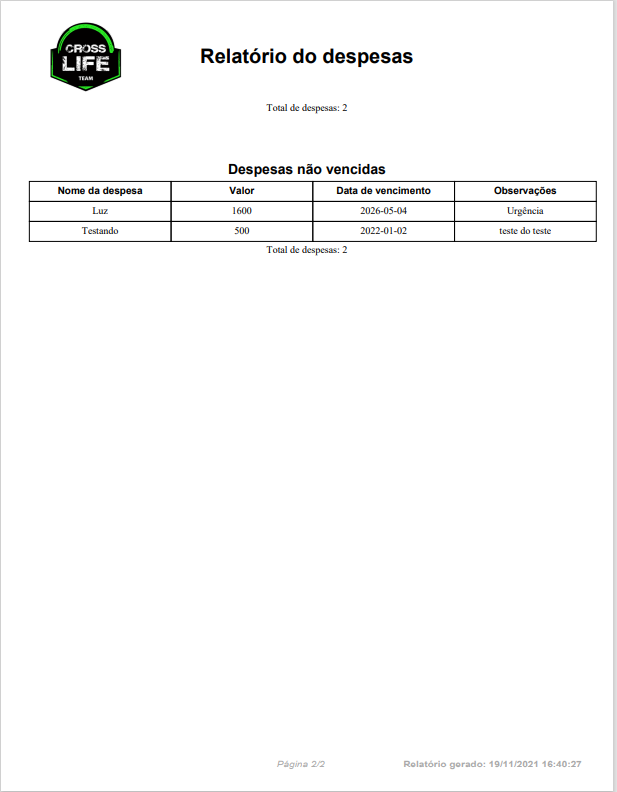 CROSS
LIFE
TEAM
Relatório do despesas
Total de despesas: 2
Despesas não vencidas
Nome da despesa Valor Data de vencimento Observações
Luz 1600 2026-05-04 Urgência
Testando 500 2022-01-02 teste do teste
Total de despesas: 2
Página 2/2 Relatório gerado: 19/11/2021 16:40:27